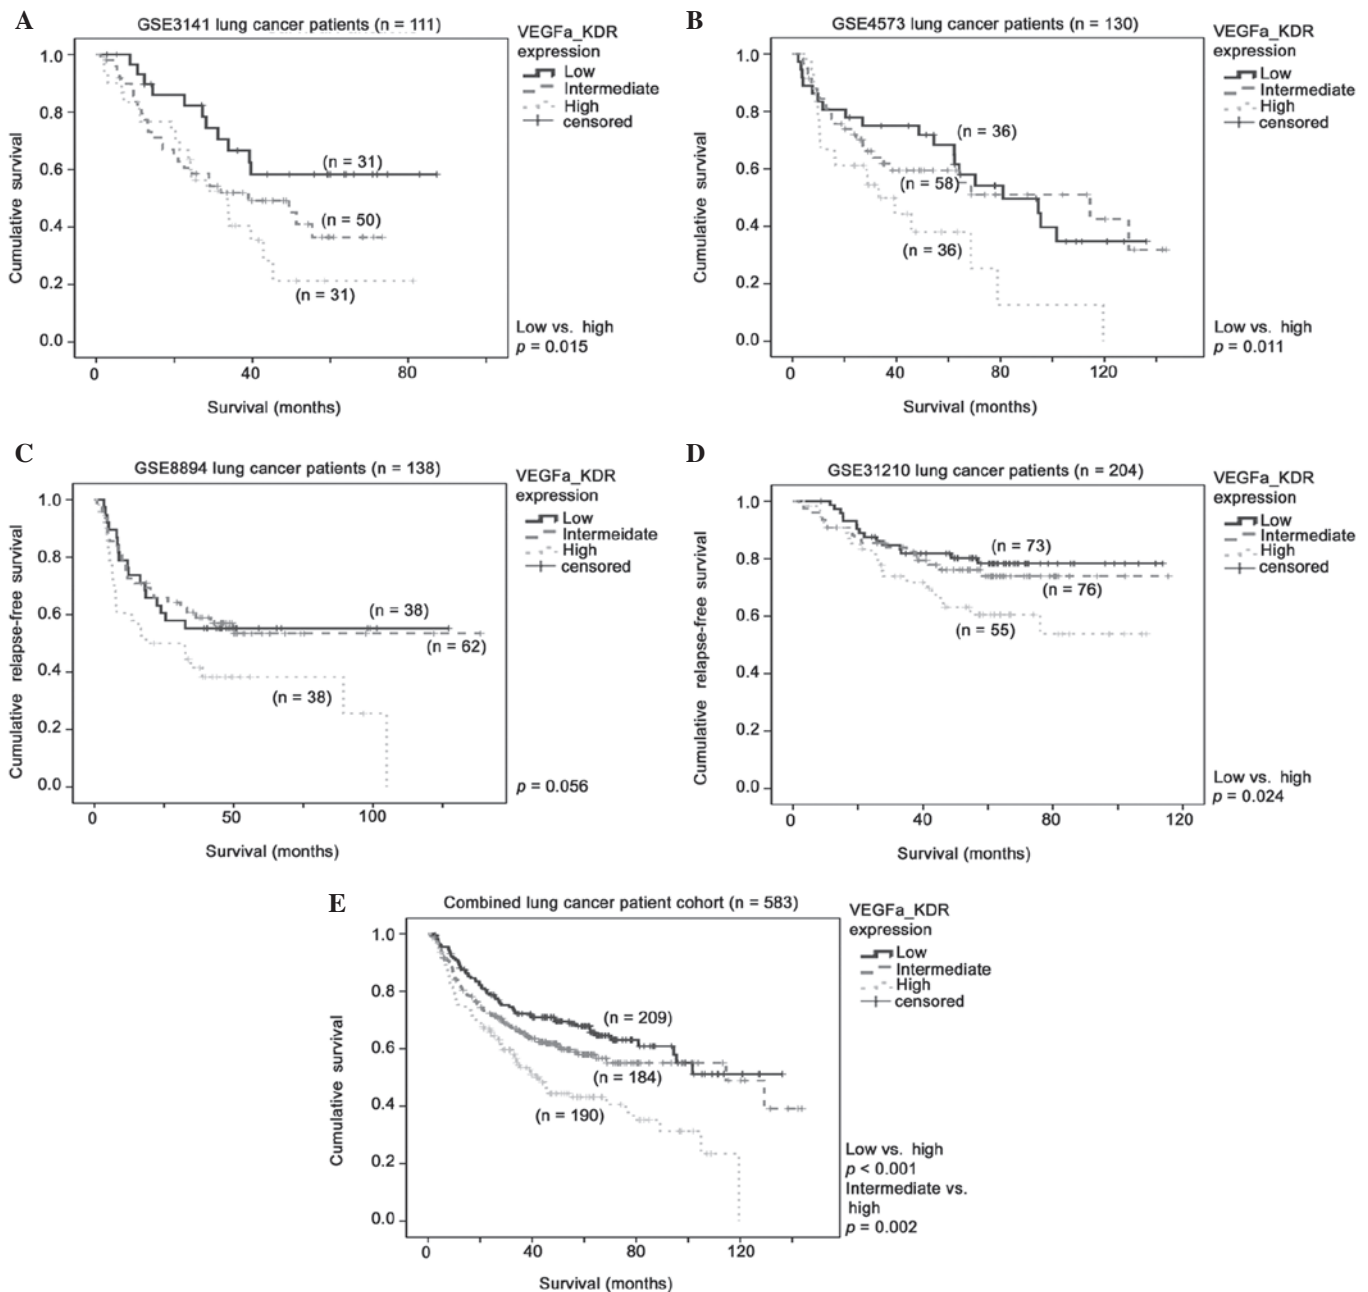 A
GSE3141 lung cancer patients (n = 111)
VEGFa_KDR
expression
Low
Intermediate
High
censored
1.0
0.8
0.6
0.4
0.2
0.0
Cumulative survival
(n = 31)
(n = 50)
(n = 31)
Low vs. high
p = 0.015
0 40 80
Survival (months)
B
GSE4573 lung cancer patients (n = 130)
VEGFa_KDR
expression
Low
Intermediate
High
censored
1.0
0.8
0.6
0.4
0.2
0.0
Cumulative survival
(n = 36)
(n = 58)
(n = 36)
Low vs. high
p = 0.011
0 40 80 120
Survival (months)
C
GSE8894 lung cancer patients (n = 138)
VEGFa_KDR
expression
Low
Intermeidate
High
censored
1.0
0.8
0.6
0.4
0.2
0.0
Cumulative relapse-free survival
(n = 38)
(n = 62)
(n = 38)
p = 0.056
0 50 100
Survival (months)
D
GSE31210 lung cancer patients (n = 204)
VEGFa_KDR
expression
Low
Intermediate
High
censored
1.0
0.8
0.6
0.4
0.2
0.0
Cumulative relapse-free survival
(n = 73)
(n = 76)
(n = 55)
Low vs. high
p = 0.024
0 40 80 120
Survival (months)
E
Combined lung cancer patient cohort (n = 583)
VEGFa_KDR
expression
Low
Intermediate
High
censored
1.0
0.8
0.6
0.4
0.2
0.0
Cumulative survival
(n = 209)
(n = 184)
(n = 190)
Low vs. high
p < 0.001
Intermediate vs.
high
p = 0.002
0 40 80 120
Survival (months)